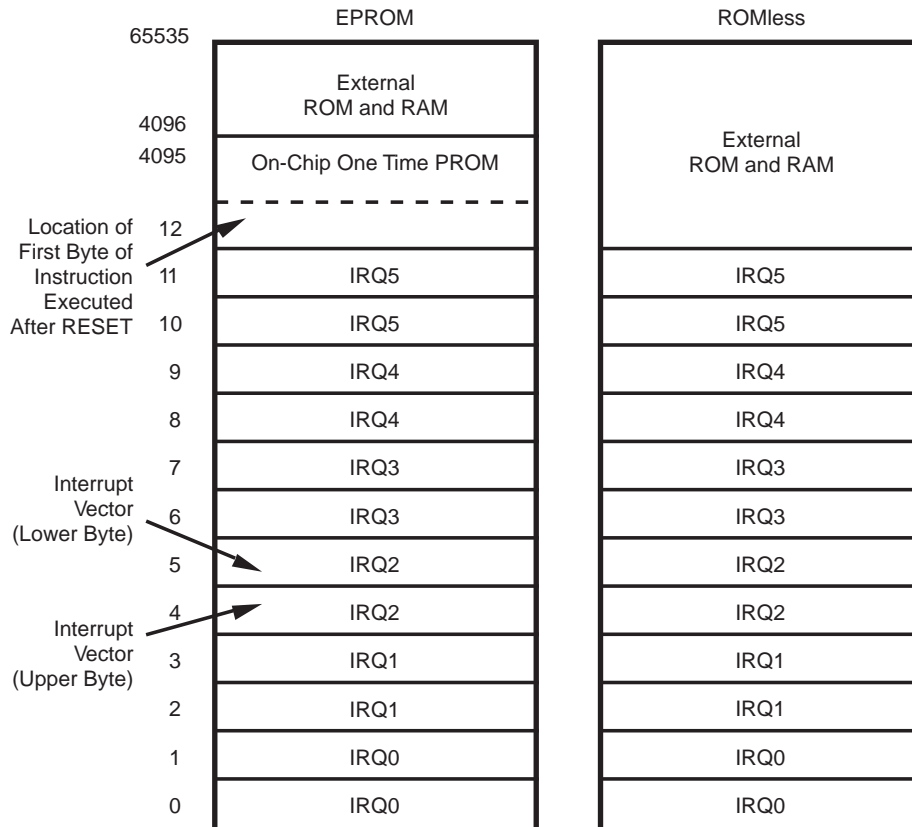 EPROM
ROMless
65535
External
ROM and RAM
4096
4095
On-Chip One Time PROM
External
ROM and RAM
Location of
First Byte of
Instruction
Executed
After RESET
12
11
IRQ5
IRQ5
10
IRQ5
IRQ5
9
IRQ4
IRQ4
8
IRQ4
IRQ4
7
IRQ3
IRQ3
Interrupt
Vector
(Lower Byte)
6
IRQ3
IRQ3
5
IRQ2
IRQ2
4
IRQ2
IRQ2
Interrupt
Vector
(Upper Byte)
3
IRQ1
IRQ1
2
IRQ1
IRQ1
1
IRQ0
IRQ0
0
IRQ0
IRQ0